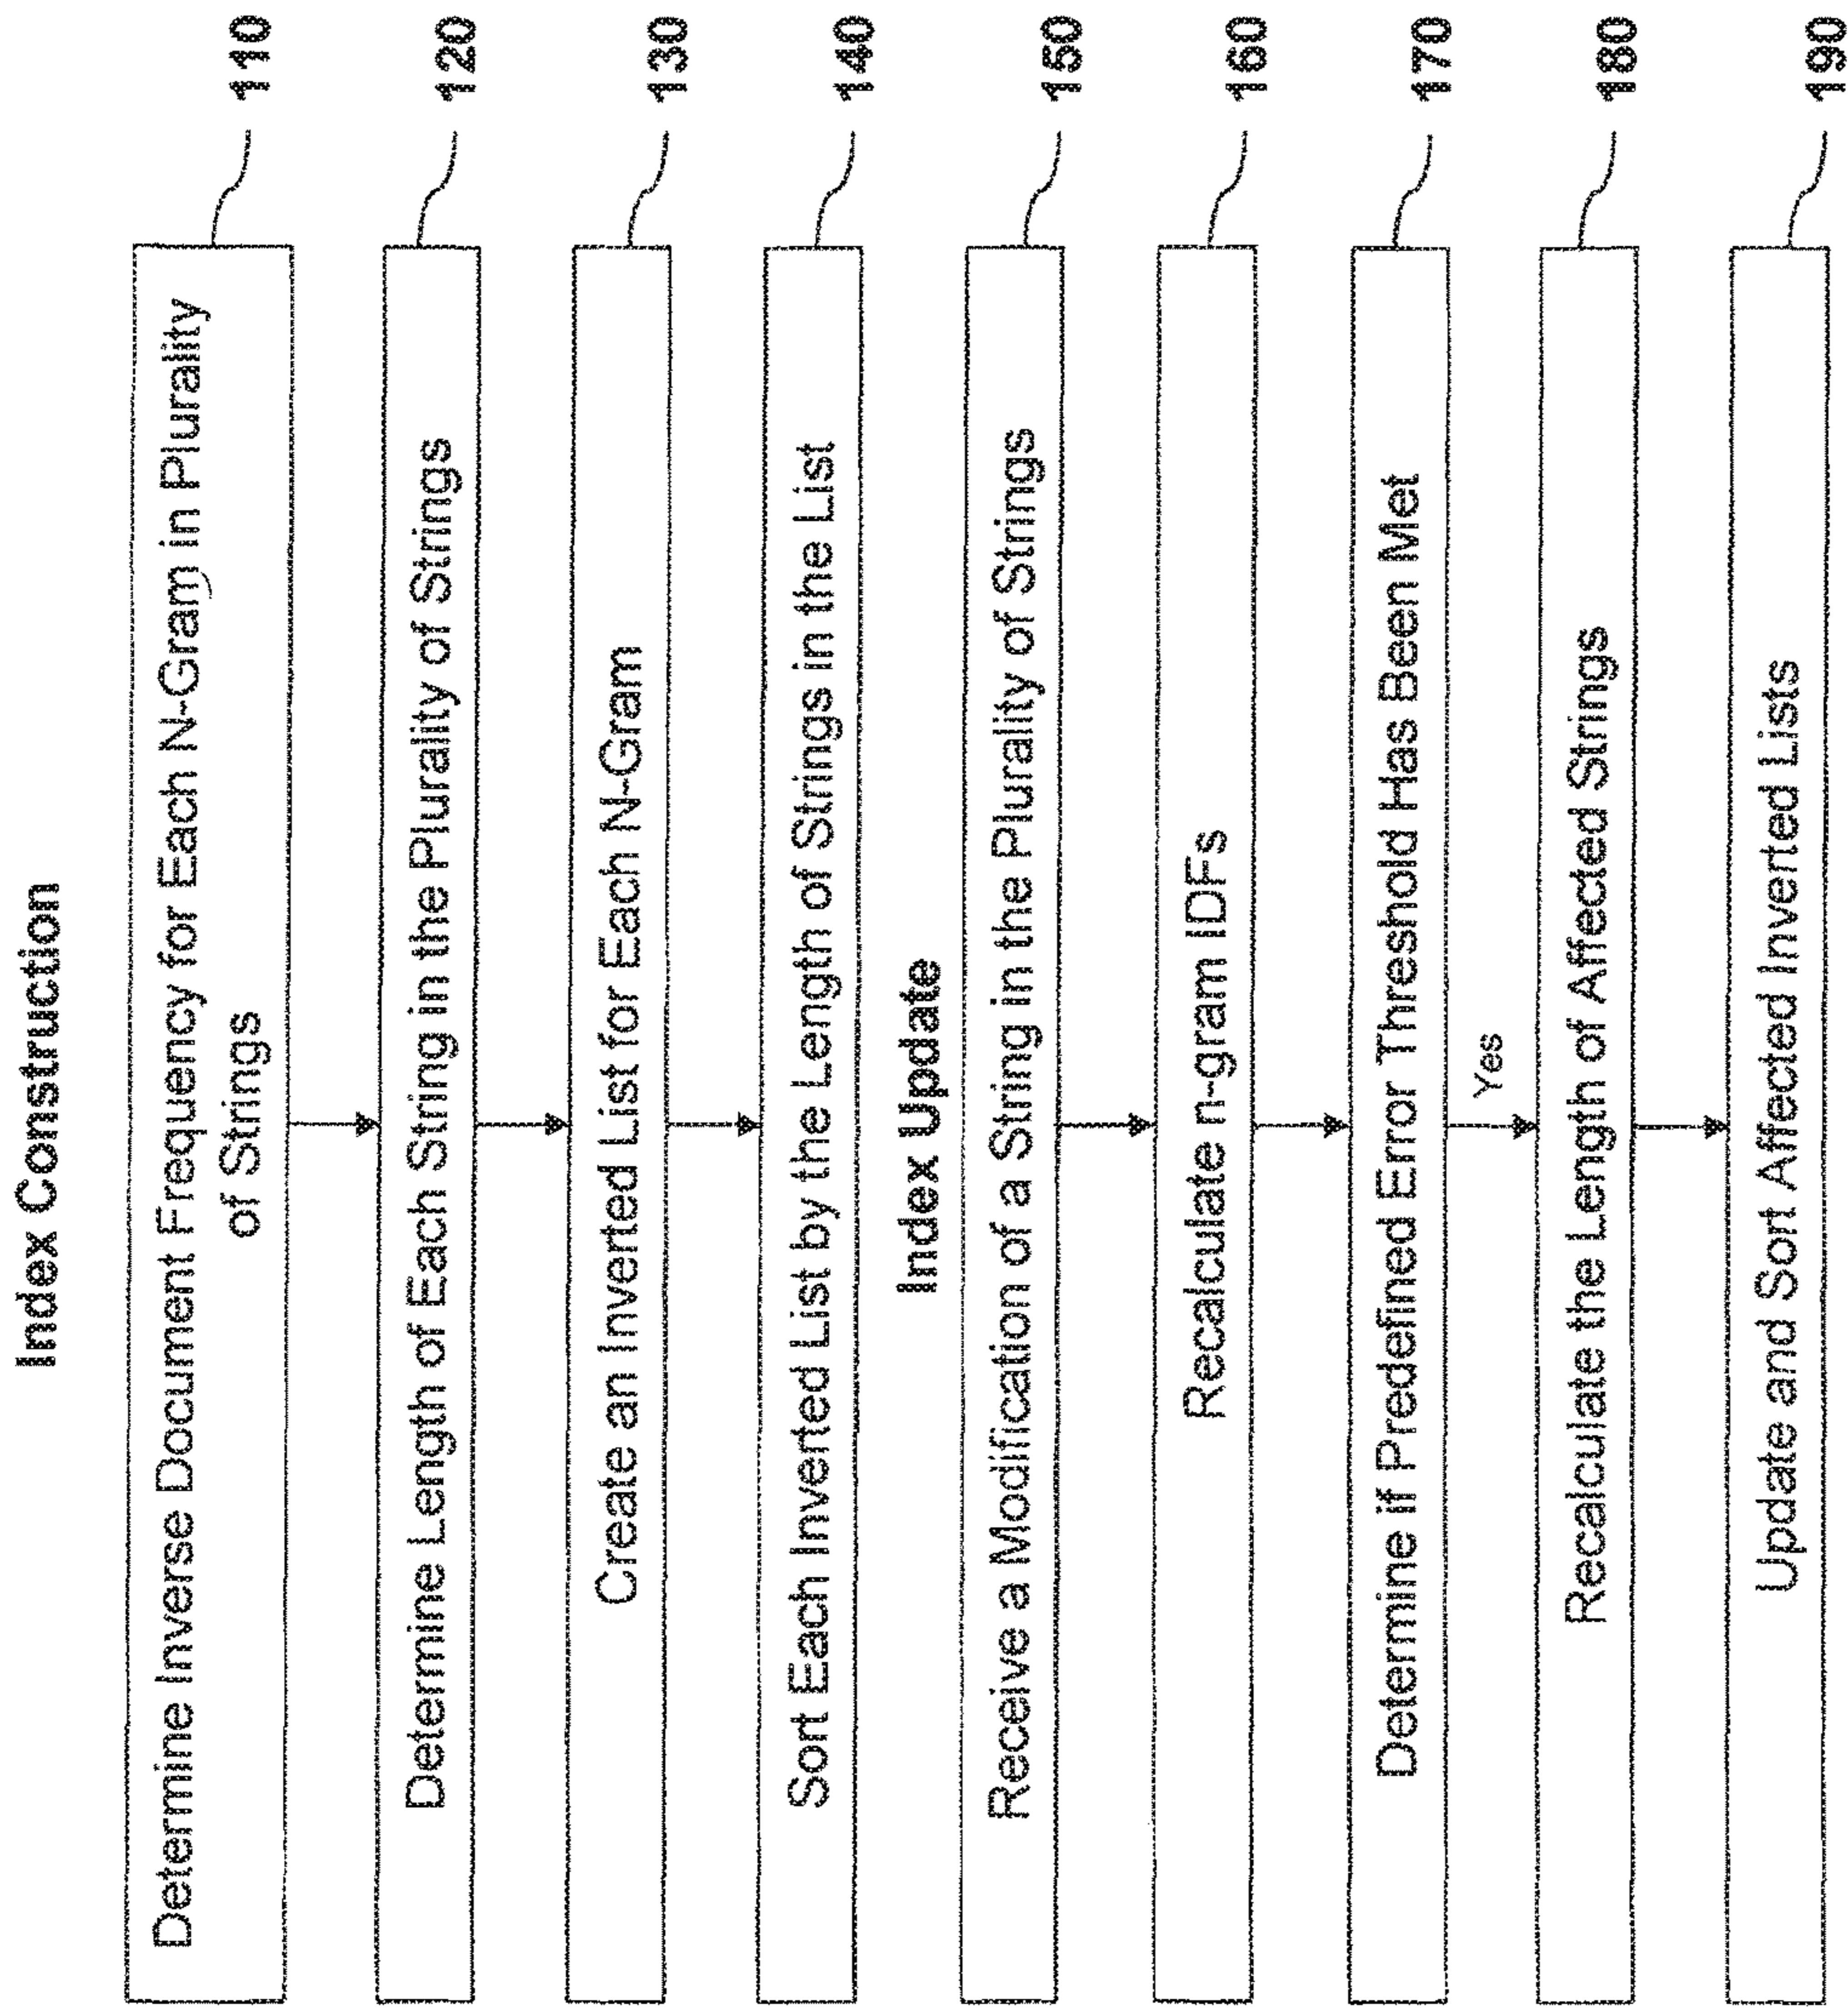 Index Construction
Determine Inverse Document Frequency for Each N-Gram in Plurality
of Strings
110
Determine Length of Each String in the Plurality of Strings
120
Create an Inverted List for Each N-Gram
130
Sort Each Inverted List by the Length of Strings in the List
140
Index Update
Receive a Modification of a String in the Plurality of Strings
150
Recalculate n-gram IDFs
160
Determine if Predefined Error Threshold Has Been Met
170
Yes
Recalculate the Length of Affected Strings
180
Update and Sort Affected Inverted Lists
190